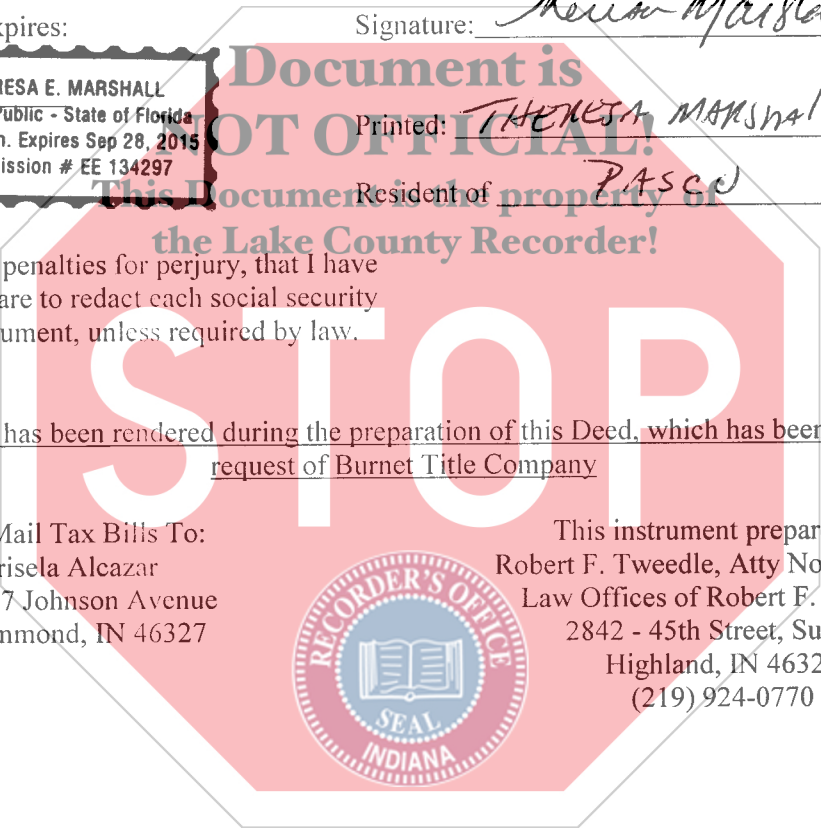 xpires:
Signature: Theresa Marsha
RESA E. MARSHALL
Public - State of Florida
n. Expires Sep 28, 2015
ission # EE 134297
Printed: THERESA MARSHAL
Resident of PASCO
Document is
NOT OFFICIAL!
This Document is the property of
the Lake County Recorder!
penalties for perjury, that I have
are to redact each social security
ument, unless required by law.
STOP
has been rendered during the preparation of this Deed, which has been
request of Burnet Title Company
Mail Tax Bills To:
risela Alcazar
7 Johnson Avenue
mmond, IN 46327
This instrument prepar
Robert F. Tweedle, Atty No
Law Offices of Robert F.
2842 - 45th Street, Su
Highland, IN 4632
(219) 924-0770
RECORDER'S OFFICE
SEAL
INDIANA